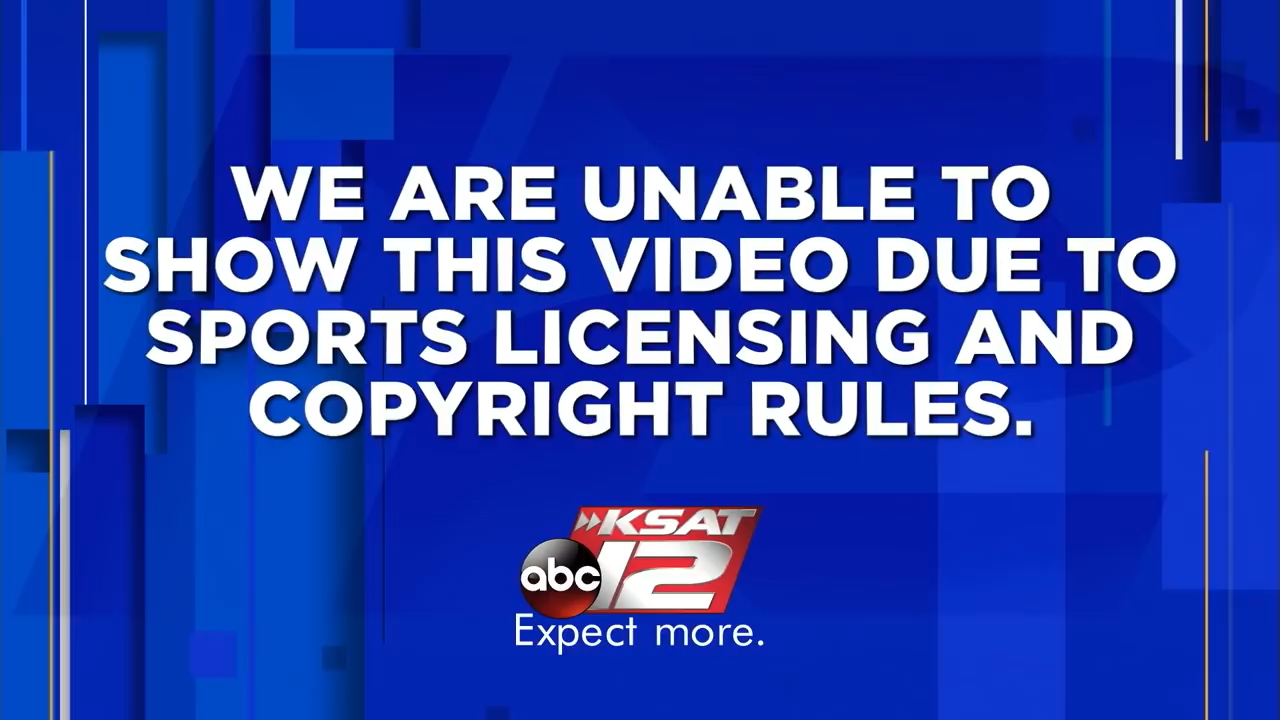 WE ARE UNABLE TO
SHOW THIS VIDEO DUE TO
SPORTS LICENSING AND
COPYRIGHT RULES.
KSAT
abc 12
Expect more.